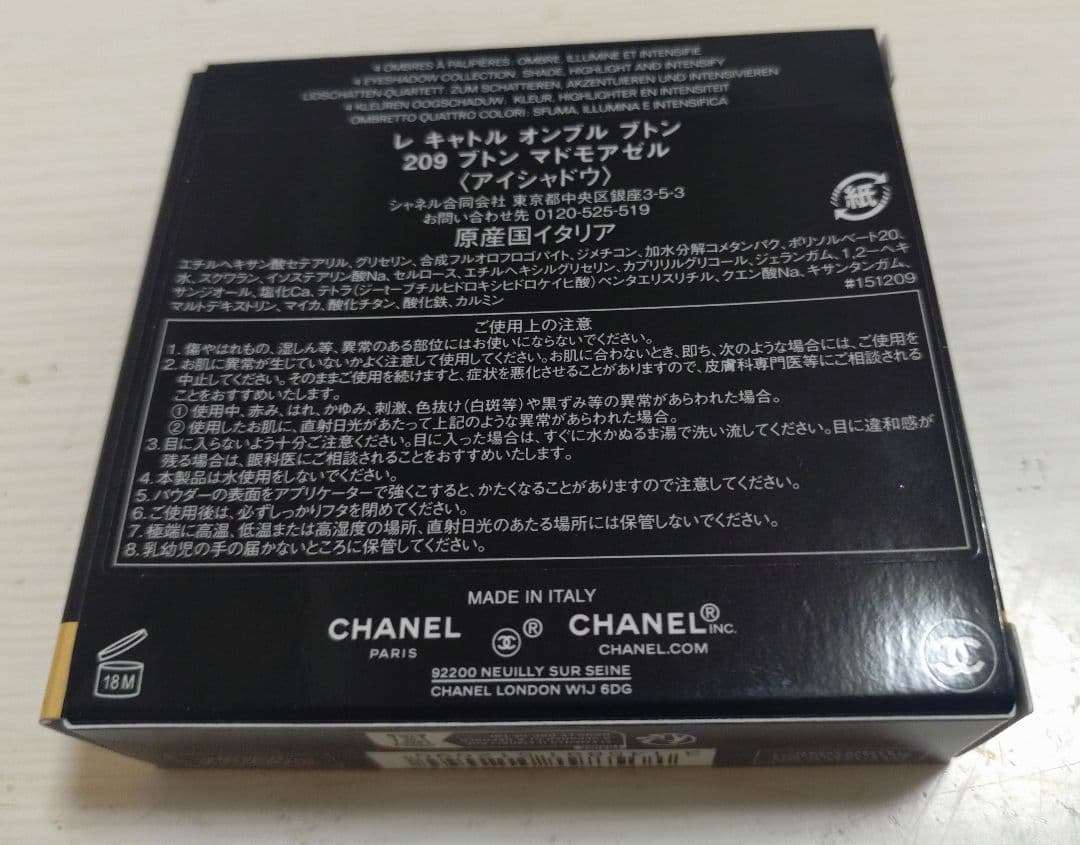 4 OMBRES À PAUPIÈRES: OMBRE, ILLUMINE ET INTENSIFIE
4 EYESHADOW COLLECTION: SHADE, HIGHLIGHT AND INTENSIFY
LIDSCHATTEN-QUARTETT: ZUM SCHATTIEREN, AKZENTUIEREN UND INTENSIVIEREN
4 KLEUREN OOGSCHADUW: KLEUR, HIGHLIGHTER EN INTENSITEIT
OMBRETTO QUATTRO COLORI: SFUMA, ILLUMINA E INTENSIFICA
レ キャトル オンブル ブトン
209 ブトン マドモアゼル
〈アイシャドウ〉
シャネル合同会社 東京都中央区銀座3-5-3
お問い合わせ先 0120-525-519
紙
原産国イタリア
エチルヘキサン酸セテアリル、グリセリン、合成フルオロフロゴパイト、ジメチコン、加水分解コメタンパク、ポリソルベート20、
水、スクワラン、イソステアリン酸Na、セルロース、エチルヘキシルグリセリン、カプリリルグリコール、ジェランガム、1,2-ヘキ
サンジオール、塩化Ca、テトラ(ジ-t-ブチルヒドロキシヒドロケイヒ酸)ペンタエリスリチル、クエン酸Na、キサンタンガム、
マルトデキストリン、マイカ、酸化チタン、酸化鉄、カルミン
#151209
ご使用上の注意
1. 傷やはれもの、湿しん等、異常のある部位にはお使いにならないでください。
2. お肌に異常が生じていないかよく注意して使用してください。お肌に合わないとき、即ち、次のような場合には、ご使用を
中止してください。そのままご使用を続けますと、症状を悪化させることがありますので、皮膚科専門医等にご相談される
ことをおすすめいたします。
① 使用中、赤み、はれ、かゆみ、刺激、色抜け(白斑等)や黒ずみ等の異常があらわれた場合。
② 使用したお肌に、直射日光があたって上記のような異常があらわれた場合。
3. 目に入らないよう十分ご注意ください。目に入った場合は、すぐに水かぬるま湯で洗い流してください。目に違和感が
残る場合は、眼科医にご相談されることをおすすめいたします。
4. 本製品は水使用をしないでください。
5. パウダーの表面をアプリケーターで強くこすると、かたくなることがありますので注意してください。
6. ご使用後は、必ずしっかりフタを閉めてください。
7. 極端に高温、低温または高湿度の場所、直射日光のあたる場所には保管しないでください。
8. 乳幼児の手の届かないところに保管してください。
MADE IN ITALY
CHANEL ® CHANEL® INC.
PARIS CHANEL.COM
92200 NEUILLY SUR SEINE
CHANEL LONDON W1J 6DG
18M